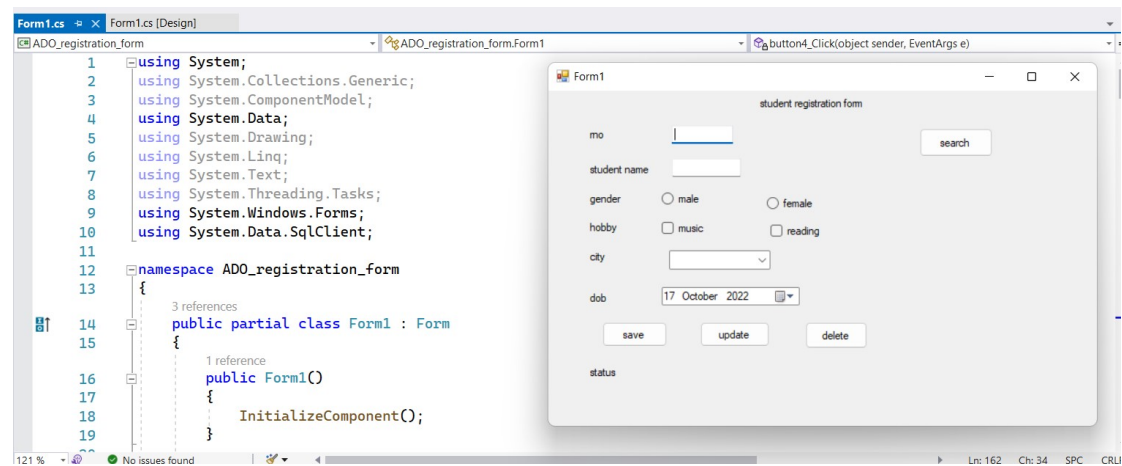 Form1.cs Form1.cs [Design]
ADO_registration_form ADO_registration_form.Form1 button4_Click(object sender, EventArgs e)
1 using System;
2 using System.Collections.Generic;
3 using System.ComponentModel;
4 using System.Data;
5 using System.Drawing;
6 using System.Linq;
7 using System.Text;
8 using System.Threading.Tasks;
9 using System.Windows.Forms;
10 using System.Data.SqlClient;
11
12 namespace ADO_registration_form
13 {
3 references
14 public partial class Form1 : Form
15 {
1 reference
16 public Form1()
17 {
18 InitializeComponent();
19 }
Form1
student registration form
rno
search
student name
gender male female
hobby music reading
city
dob 17 October 2022
save update delete
status
121 % No issues found Ln: 162 Ch: 34 SPC